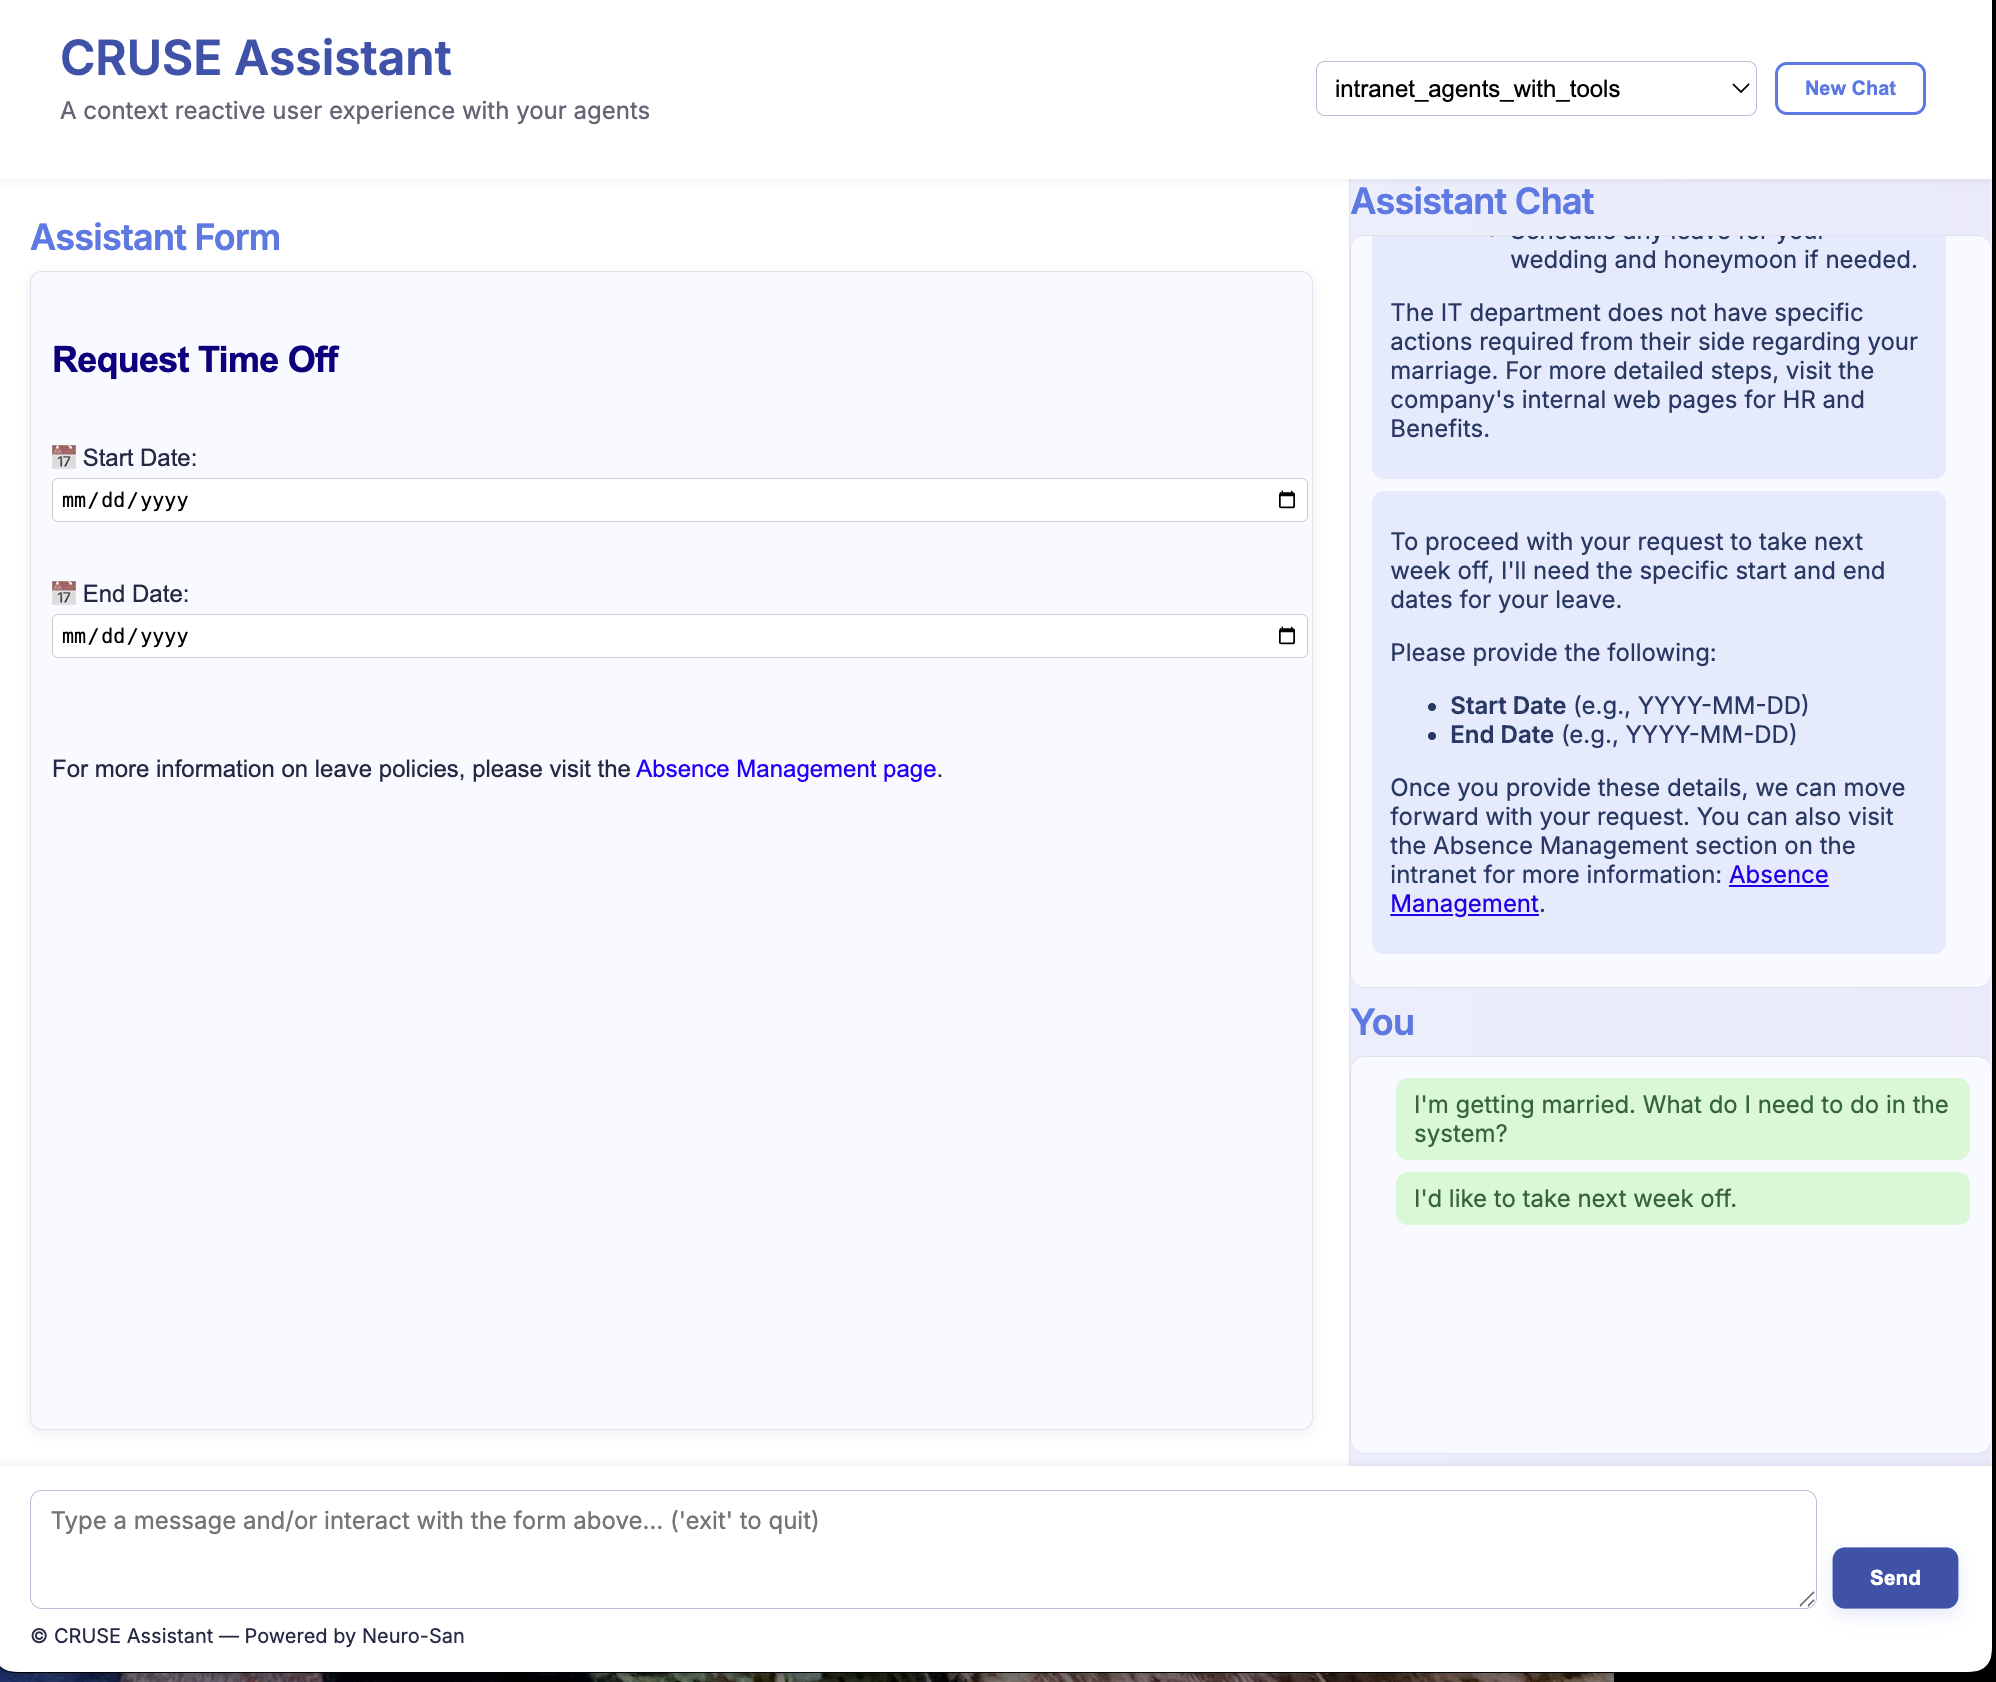 CRUSE Assistant
A context reactive user experience with your agents
intranet_agents_with_tools
New Chat
Assistant Form
Request Time Off
17 Start Date:
mm/dd/yyyy
17 End Date:
mm/dd/yyyy
For more information on leave policies, please visit the Absence Management page.
Assistant Chat
Schedule any leave for your
wedding and honeymoon if needed.
The IT department does not have specific
actions required from their side regarding your
marriage. For more detailed steps, visit the
company's internal web pages for HR and
Benefits.
To proceed with your request to take next
week off, I'll need the specific start and end
dates for your leave.
Please provide the following:
• Start Date (e.g., YYYY-MM-DD)
• End Date (e.g., YYYY-MM-DD)
Once you provide these details, we can move
forward with your request. You can also visit
the Absence Management section on the
intranet for more information: Absence
Management.
You
I'm getting married. What do I need to do in the
system?
I'd like to take next week off.
Type a message and/or interact with the form above... ('exit' to quit)
Send
© CRUSE Assistant — Powered by Neuro-San